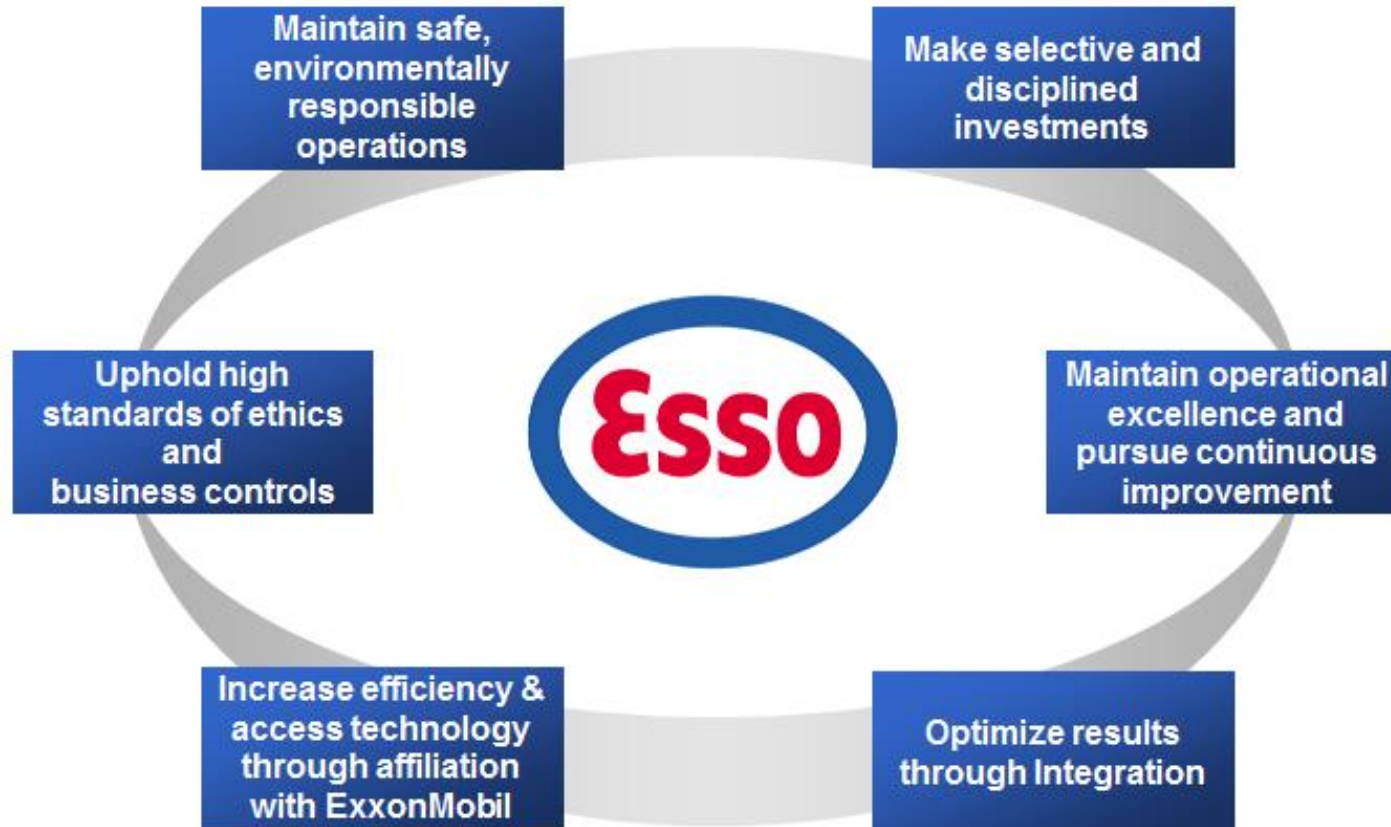 Maintain safe,
environmentally
responsible
operations
Make selective and
disciplined
investments
Uphold high
standards of ethics
and
business controls
Esso
Maintain operational
excellence and
pursue continuous
improvement
Increase efficiency &
access technology
through affiliation
with ExxonMobil
Optimize results
through Integration